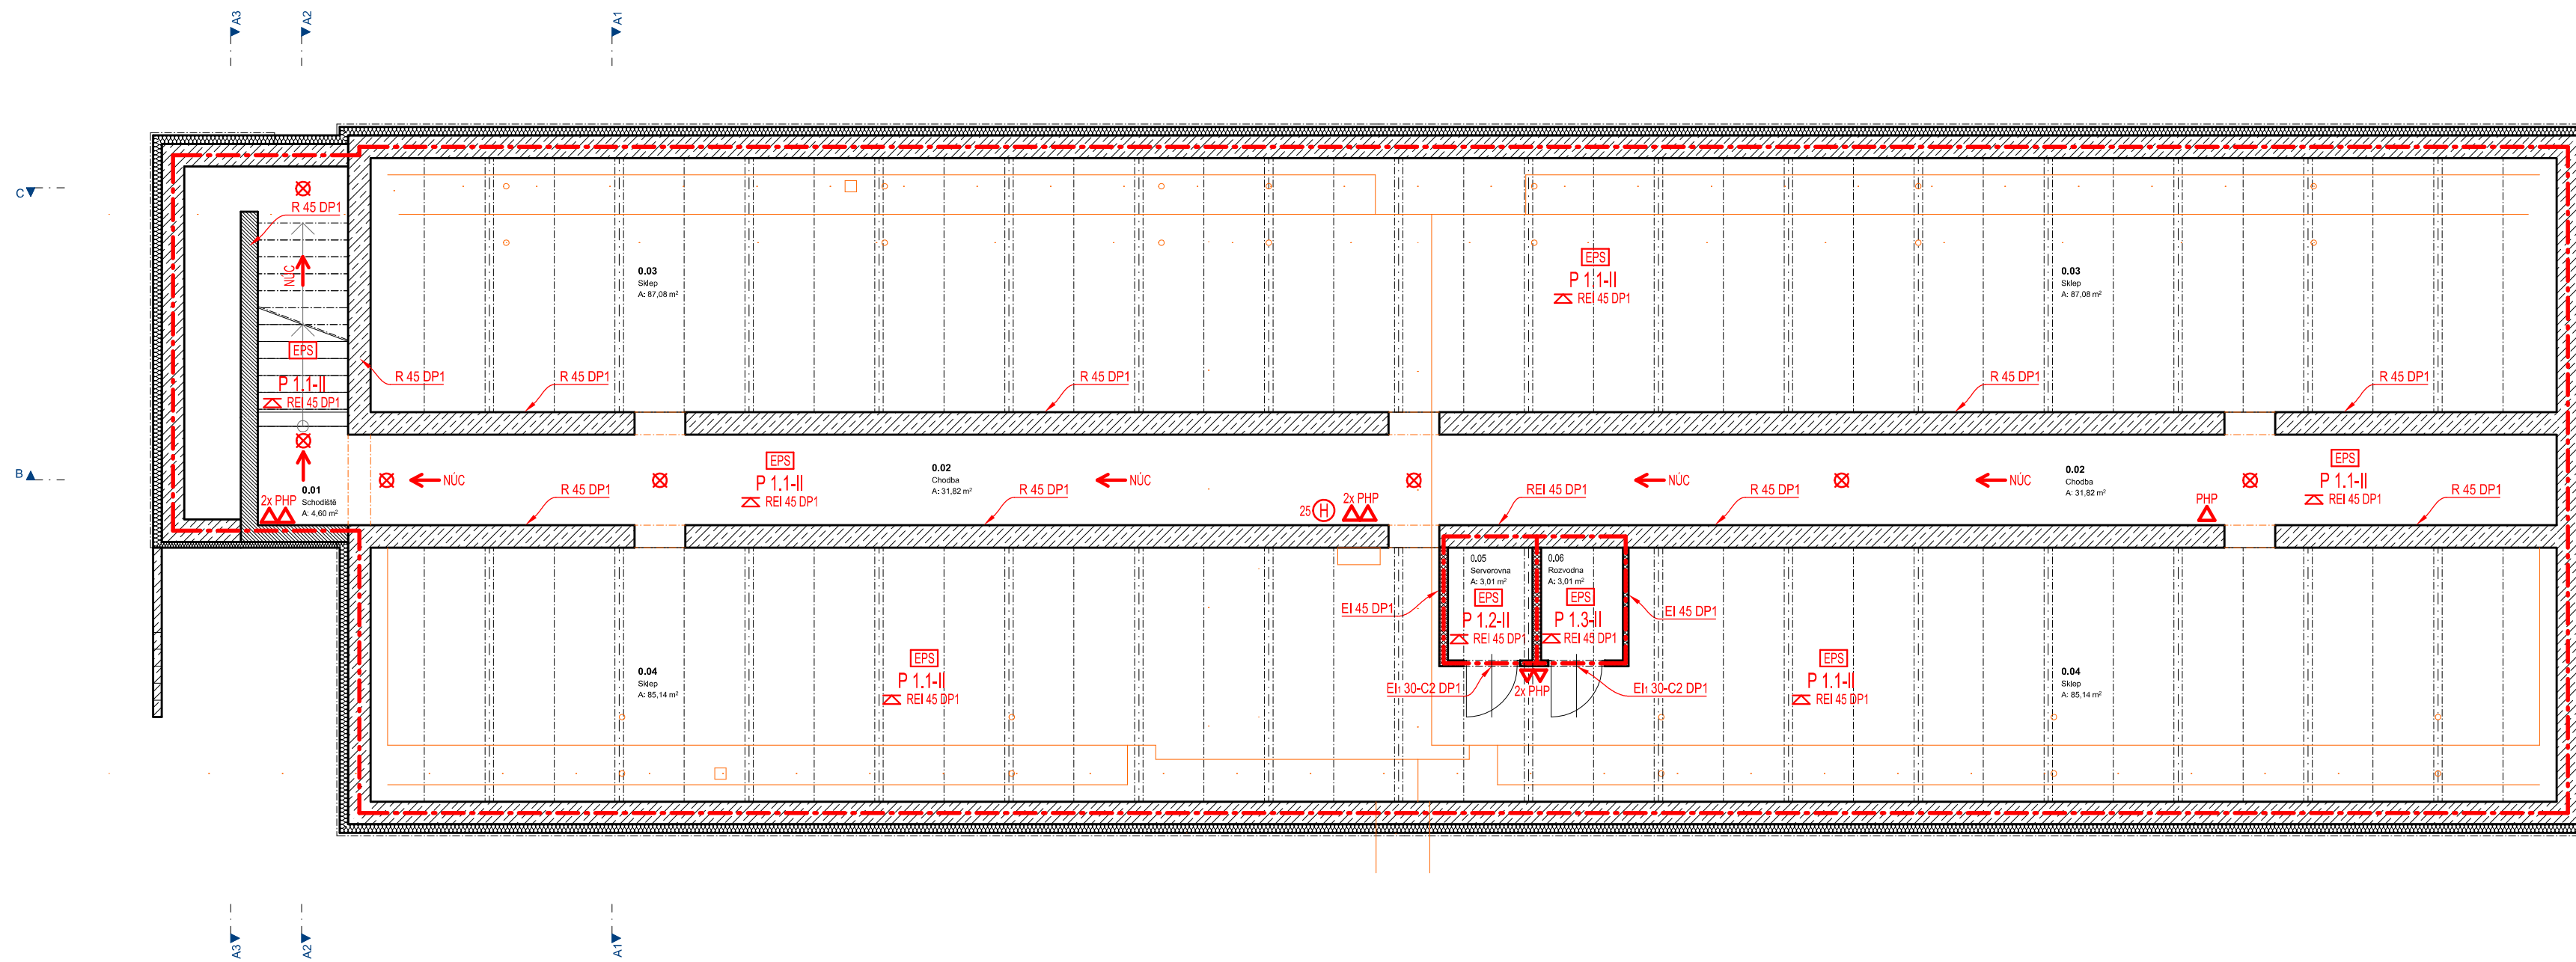 A3
A2
A1
C
R 45 DP1
NÚC
0.03
Sklep
A: 87,08 m²
EPS
P 1.1-II
REI 45 DP1
0.03
Sklep
A: 87,08 m²
EPS
P 1.1-II
REI 45 DP1
R 45 DP1
R 45 DP1
R 45 DP1
R 45 DP1
R 45 DP1
B
0.01
Schodiště
A: 4,60 m²
2x PHP
NÚC
R 45 DP1
EPS
P 1.1-II
REI 45 DP1
0.02
Chodba
A: 31,82 m²
R 45 DP1
NÚC
25 H
2x PHP
REI 45 DP1
NÚC
R 45 DP1
NÚC
0.02
Chodba
A: 31,82 m²
PHP
EPS
P 1.1-II
REI 45 DP1
R 45 DP1
0.05
Serverovna
A: 3,01 m²
EPS
P 1.2-II
REI 45 DP1
0.06
Rozvodna
A: 3,01 m²
EPS
P 1.3-II
REI 45 DP1
EI 45 DP1
EI 45 DP1
0.04
Sklep
A: 85,14 m²
EPS
P 1.1-II
REI 45 DP1
EI₁ 30-C2 DP1
2x PHP
EI₁ 30-C2 DP1
EPS
P 1.1-II
REI 45 DP1
0.04
Sklep
A: 85,14 m²
A3
A2
A1